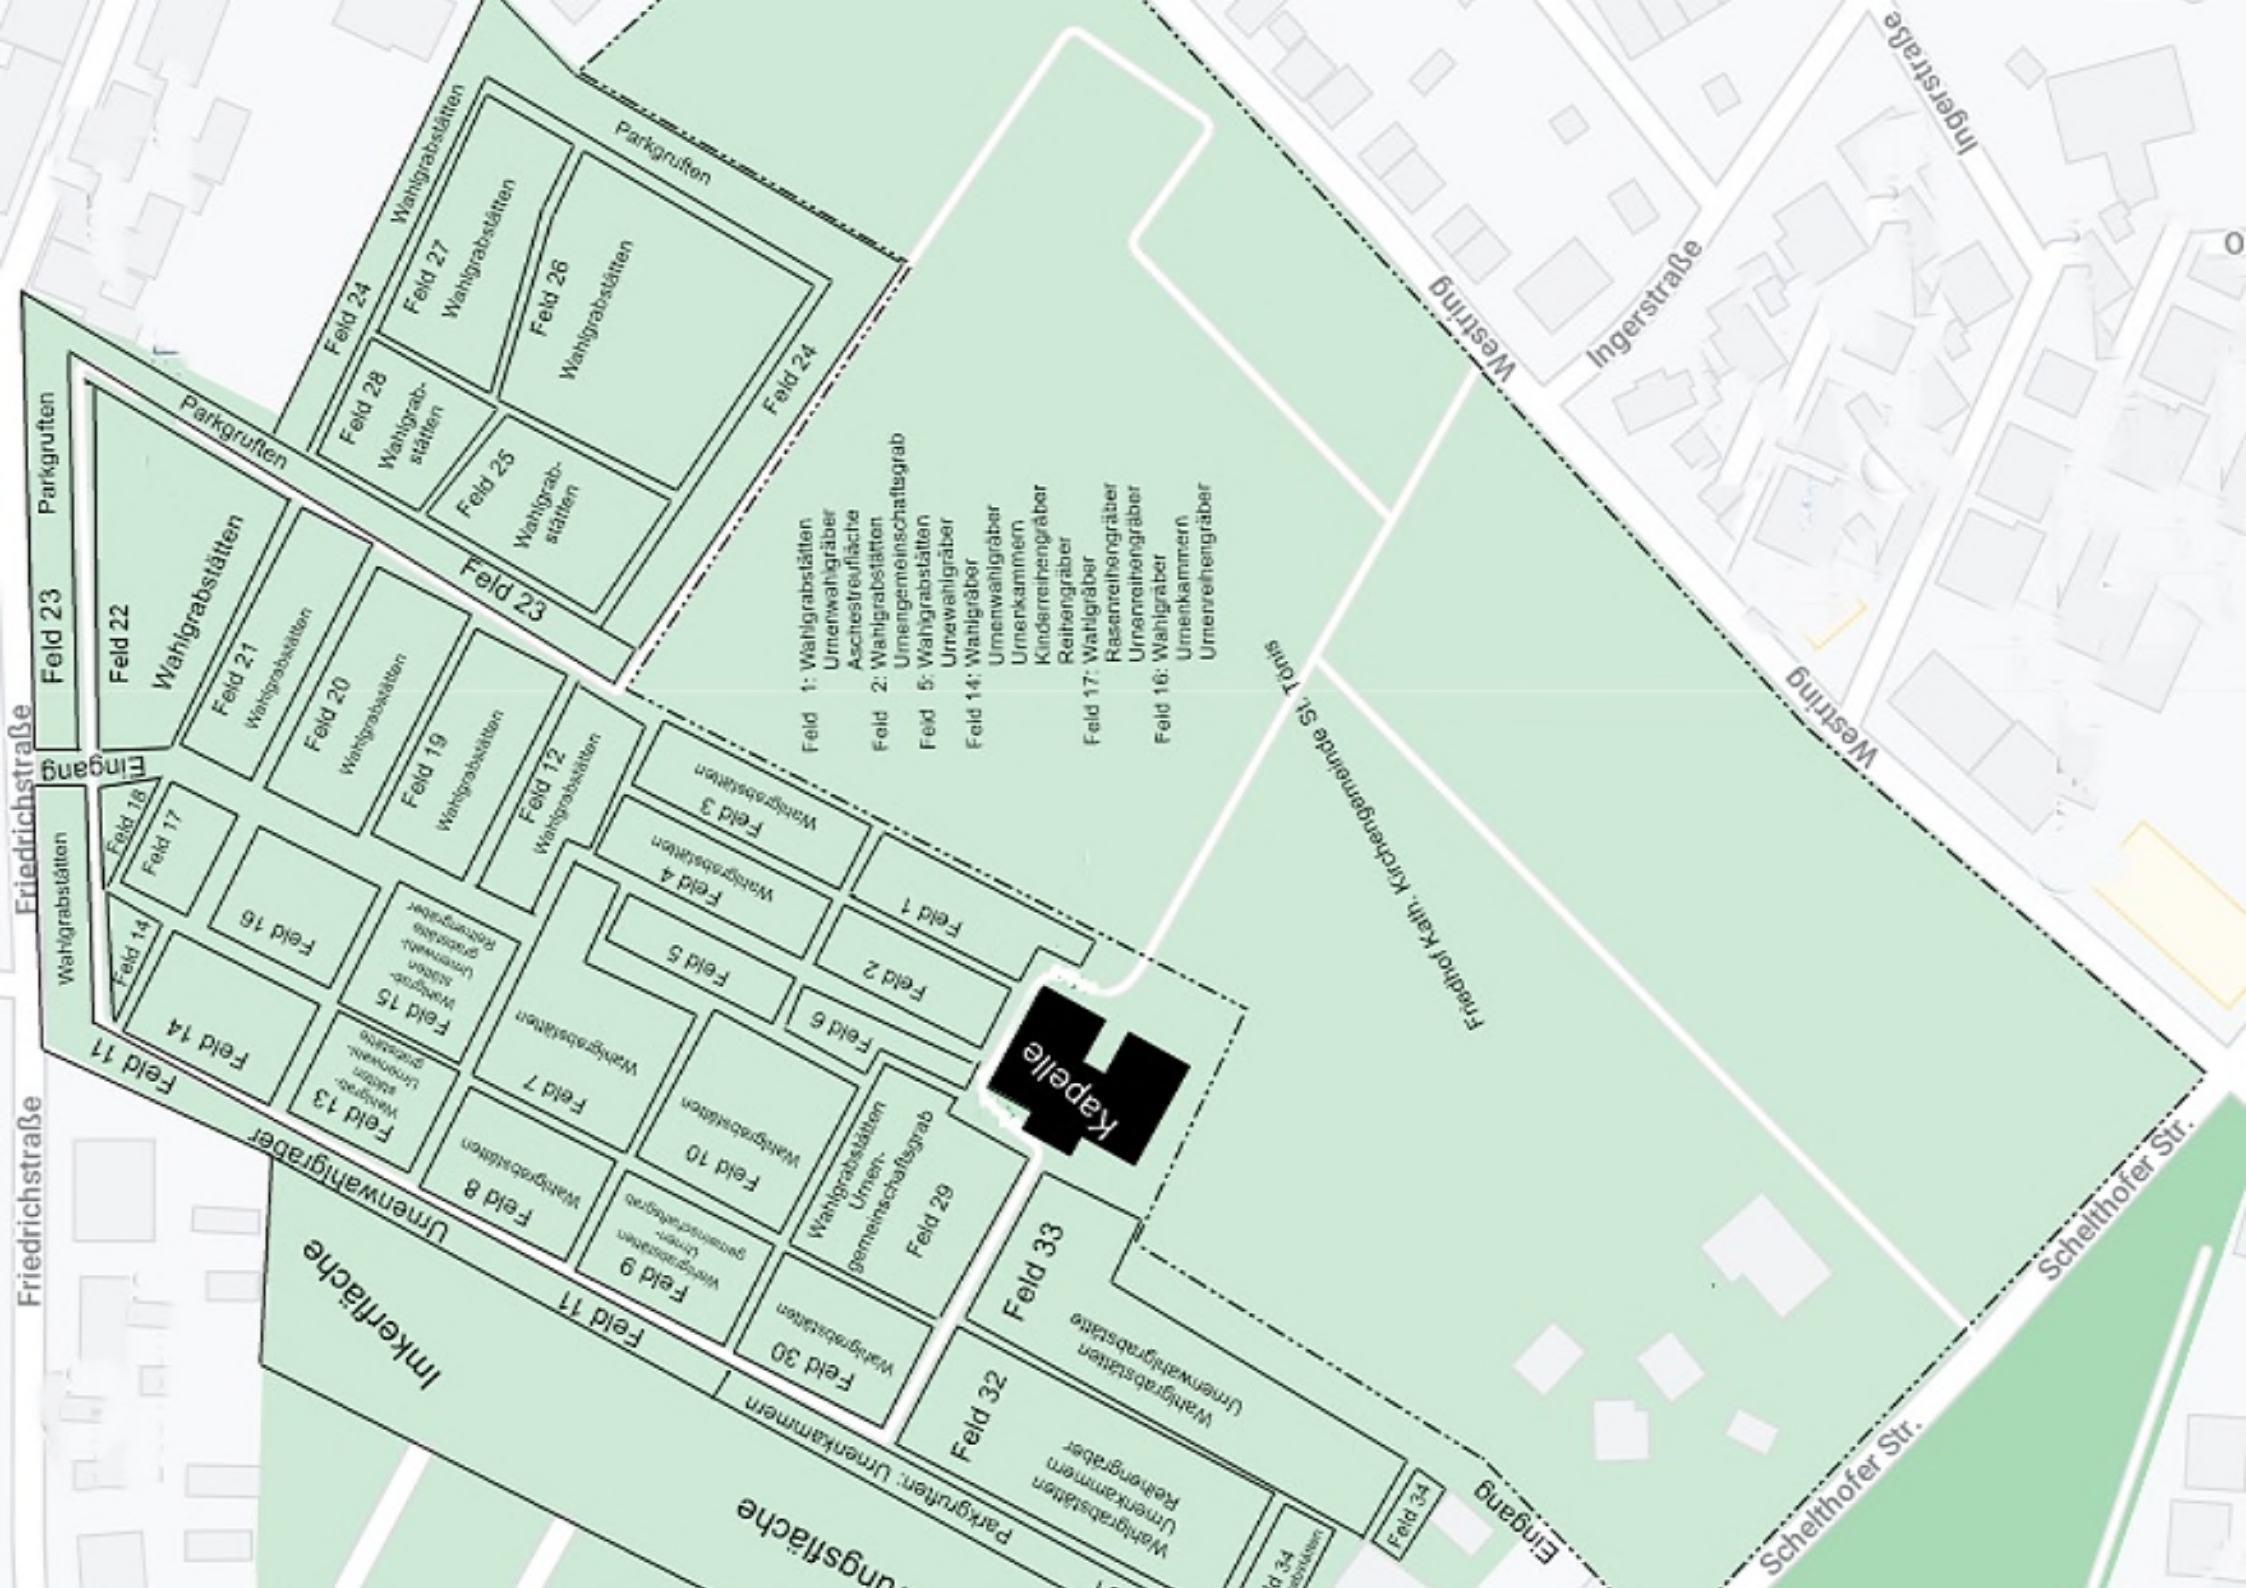 Wahlgrabstätten
Parkgruften
Feld 24
Feld 27
Wahlgrabstätten
Feld 26
Wahlgrabstätten
Feld 28
Wahlgrab-
stätten
Feld 25
Wahlgrab-
stätten
Feld 24
Parkgruften
Feld 23
Parkgruften
Feld 23
Feld 22
Wahlgrabstätten
Feld 21
Wahlgrabstätten
Feld 20
Wahlgrabstätten
Feld 19
Wahlgrabstätten
Feld 12
Wahlgrabstätten
Eingang
Feld 18
Feld 17
Wahlgrabstätten
Feld 16
Feld 14
Feld 14
Feld 15
Wahlgrab-
stätten
Urnenwahl-
grabstätte
Reihengräber
Feld 13
Wahlgrab-
stätten
Urnenwahl-
grabstätte
Feld 3
Wahlgrabstätten
Feld 4
Wahlgrabstätten
Feld 1
Feld 2
Feld 5
Feld 6
Feld 7
Wahlgrabstätten
Feld 8
Wahlgrabstätten
Feld 10
Wahlgrabstätten
Feld 9
Wahlgrabstätten
Urnen-
gemeinschaftsgrab
Wahlgrabstätten
Urnen-
gemeinschaftsgrab
Feld 29
Feld 30
Wahlgrabstätten
Feld 11
Urnenwahlgräber
Feld 11
Parkgruften; Urnenkammern
Imkerfläche
Kapelle
Feld 33
Wahlgrabstätten
Urnenwahlgrabstätte
Feld 32
Wahlgrabstätten
Urnenkammern
Reihengräber
Feld 34
Eingang
Feld 1: Wahlgrabstätten
Urnenwahlgräber
Aschestreufläche
Feld 2: Wahlgrabstätten
Urnengemeinschaftsgrab
Feld 5: Wahlgrabstätten
Urnewahlgräber
Feld 14: Wahlgräber
Urnenwahlgräber
Urnenkammern
Kinderreihengräber
Reihengräber
Feld 17: Wahlgräber
Rasenreihengräber
Urnenreihengräber
Feld 16: Wahlgräber
Urnenkammern
Urnenreihengräber
Friedhof Kath. Kirchengemeinde St. Tönis
Westring
Westring
Ingerstraße
Ingerstraße
Schelthofer Str.
Schelthofer Str.
Friedrichstraße
Friedrichstraße